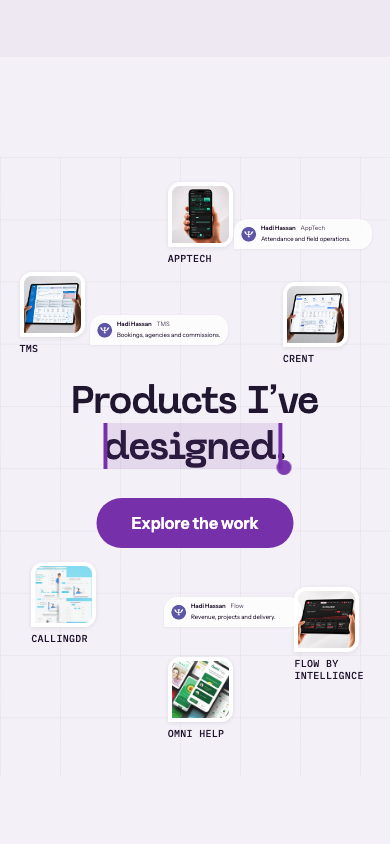 Hadi Hassan AppTech
Attendance and field operations.
APPTECH
Hadi Hassan TMS
Bookings, agencies and commissions.
TMS
CRENT
Products I’ve
designed.
Explore the work
CALLINGDR
Hadi Hassan Flow
Revenue, projects and delivery.
FLOW BY
INTELLIGNCE
OMNI HELP